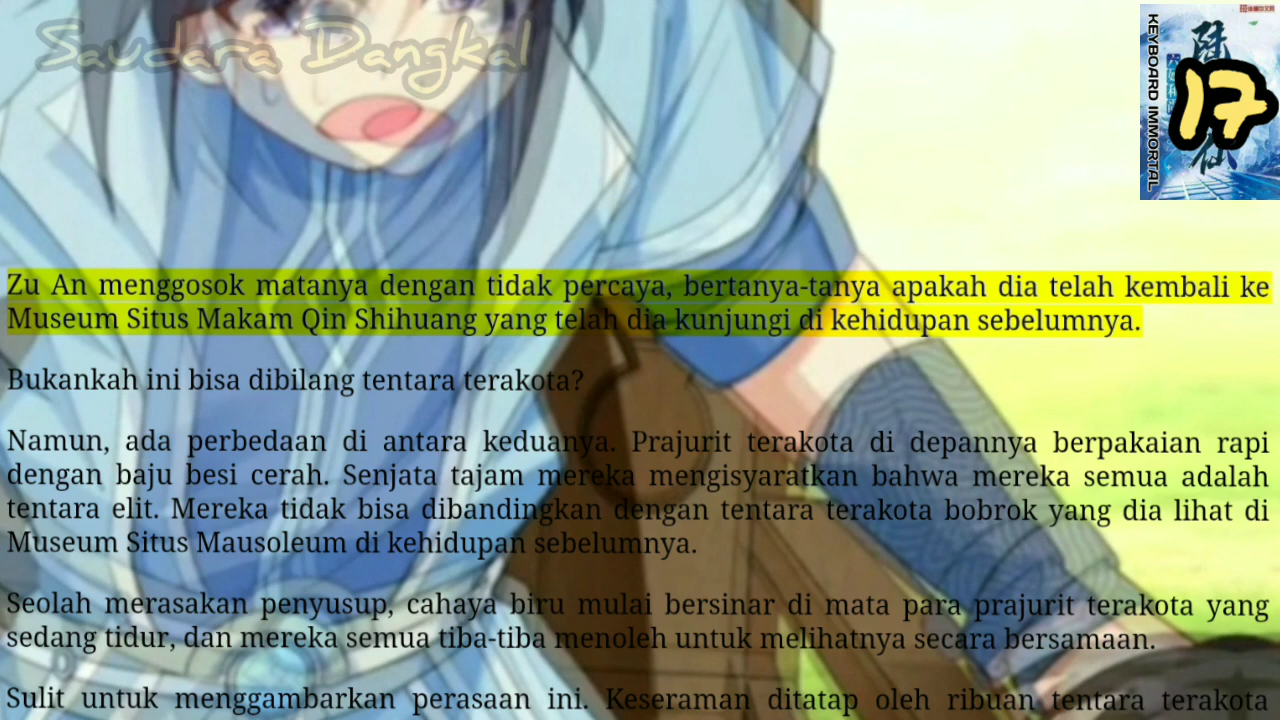 Saudara Dangkal
KEYBOARD IMMORTAL
17
Zu An menggosok matanya dengan tidak percaya, bertanya-tanya apakah dia telah kembali ke
Museum Situs Makam Qin Shihuang yang telah dia kunjungi di kehidupan sebelumnya.
Bukankah ini bisa dibilang tentara terakota?
Namun, ada perbedaan di antara keduanya. Prajurit terakota di depannya berpakaian rapi
dengan baju besi cerah. Senjata tajam mereka mengisyaratkan bahwa mereka semua adalah
tentara elit. Mereka tidak bisa dibandingkan dengan tentara terakota bobrok yang dia lihat di
Museum Situs Mausoleum di kehidupan sebelumnya.
Seolah merasakan penyusup, cahaya biru mulai bersinar di mata para prajurit terakota yang
sedang tidur, dan mereka semua tiba-tiba menoleh untuk melihatnya secara bersamaan.
Sulit untuk menggambarkan perasaan ini. Keseraman ditatap oleh ribuan tentara terakota